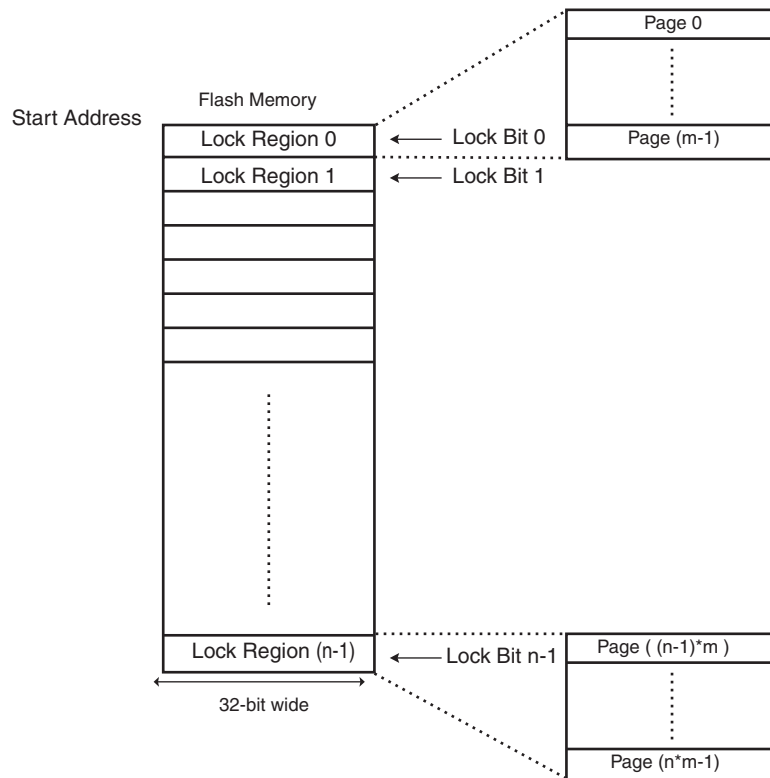 Page 0
Flash Memory
Start Address
Lock Region 0
Lock Bit 0
Page (m-1)
Lock Region 1
Lock Bit 1
Lock Region (n-1)
Lock Bit n-1
Page ( (n-1)*m )
32-bit wide
Page (n*m-1)